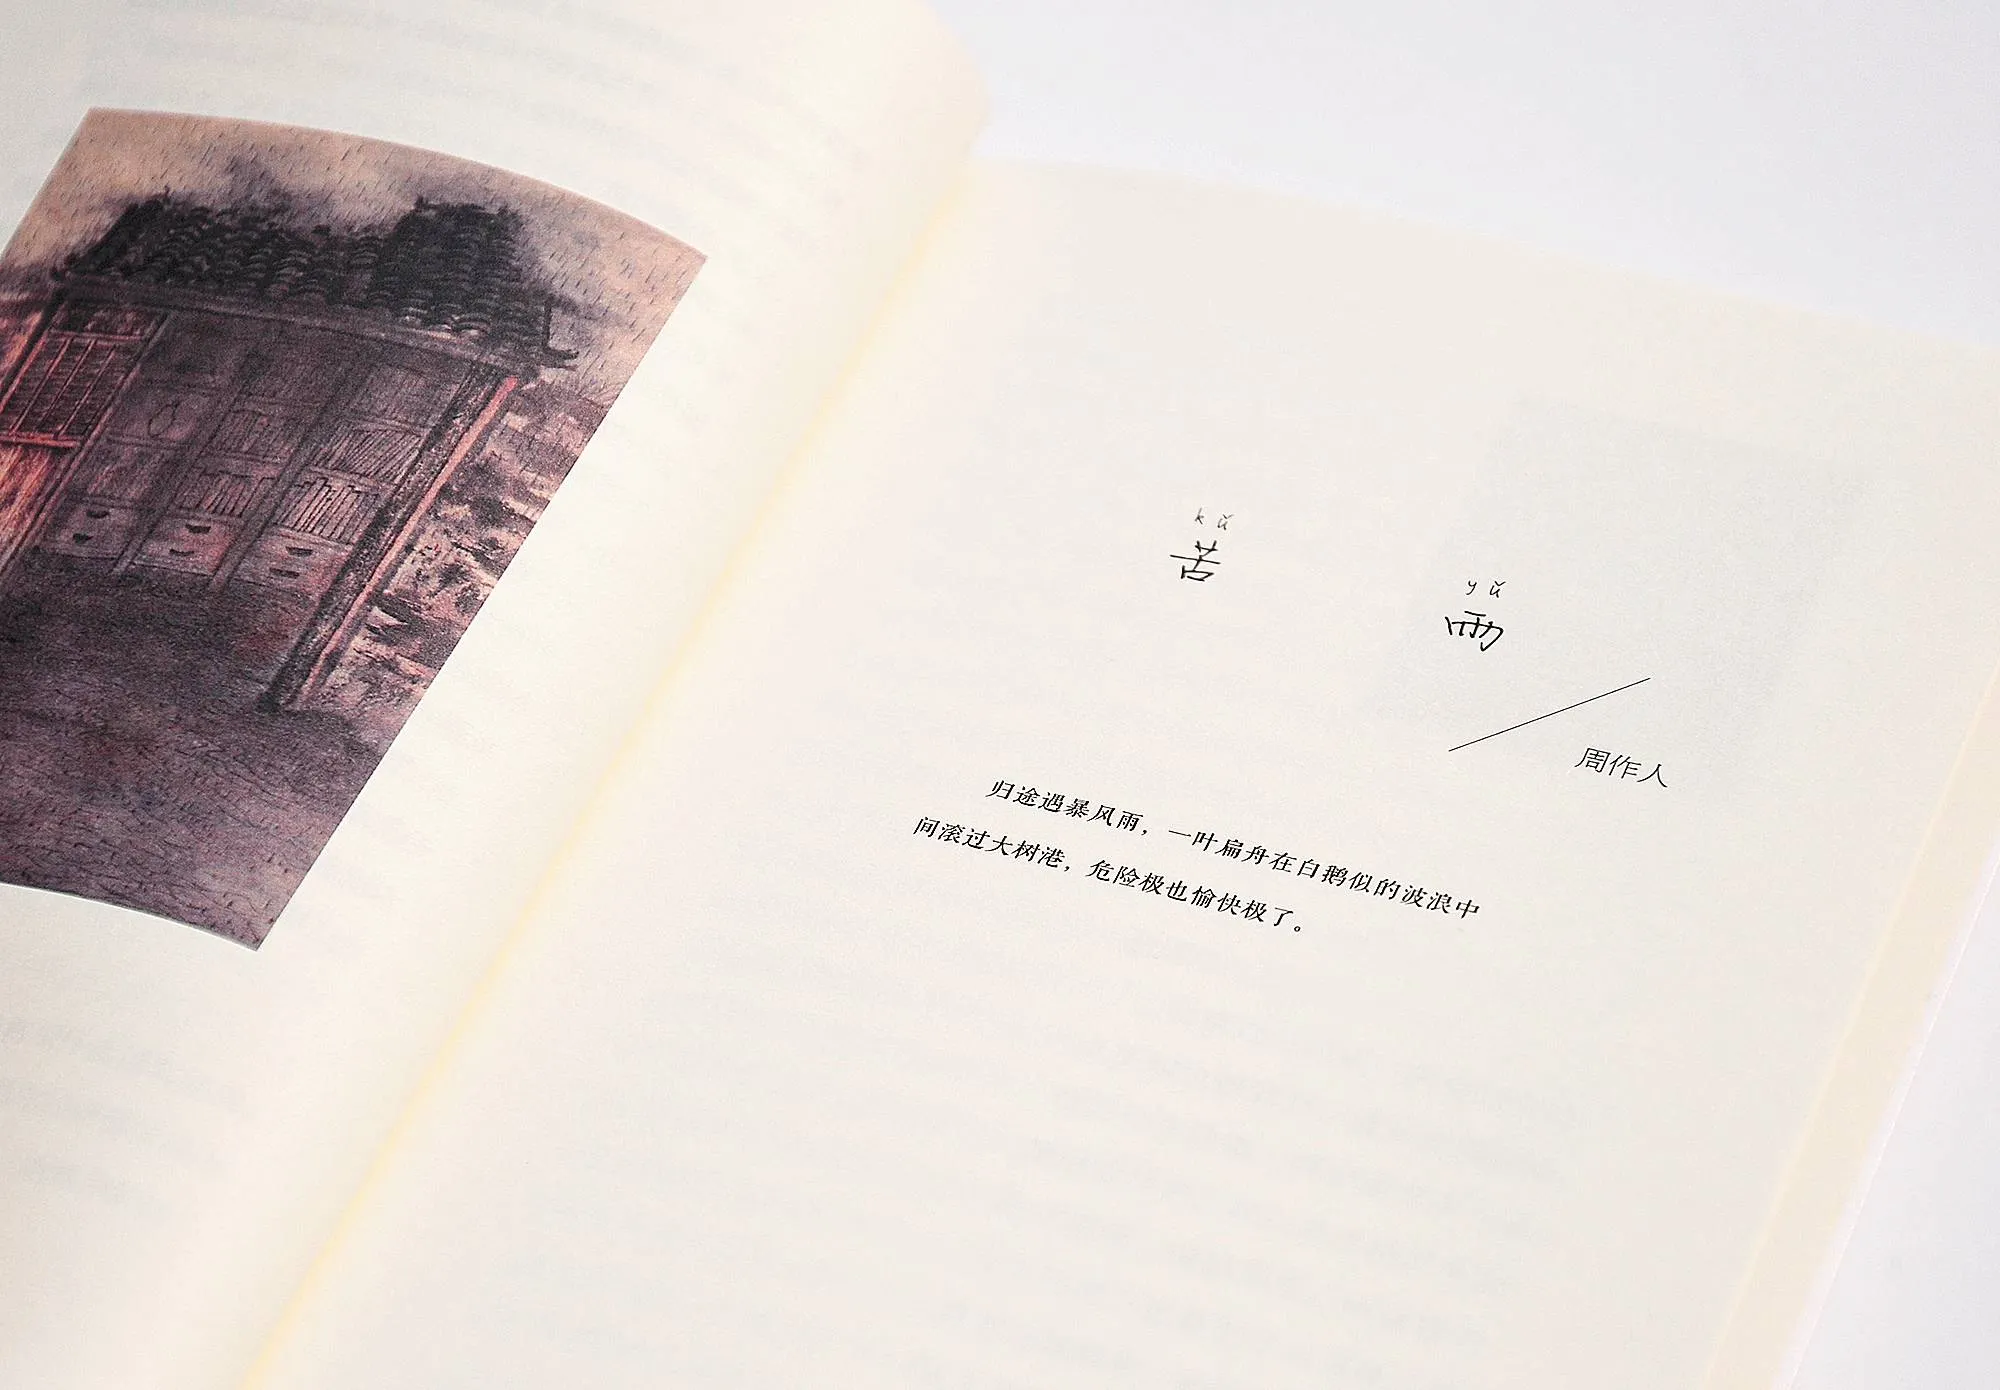 kǔ
苦
yǔ
雨
周作人
归途遇暴风雨，一叶扁舟在白鹅似的波浪中
间滚过大树港，危险极也愉快极了。